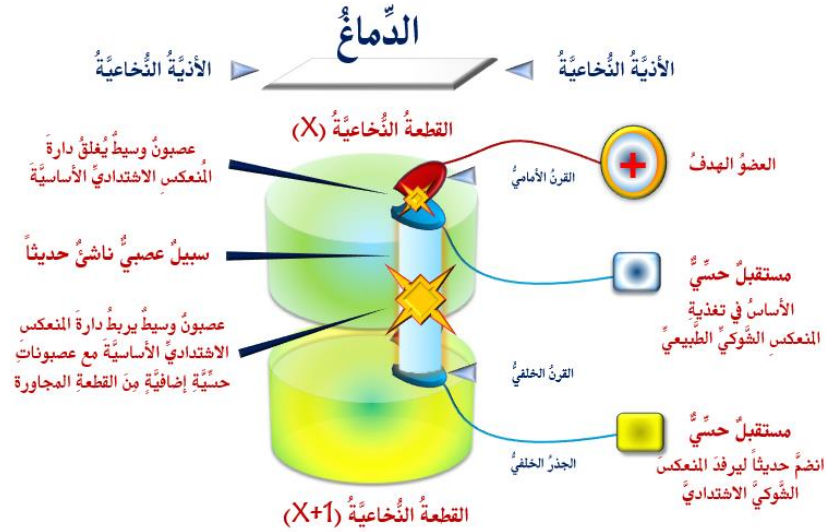 الدِّماغُ
الأذيَّةُ النُّخاعيَّةُ
الأذيَّةُ النُّخاعيَّةُ
القطعةُ النُّخاعيَّةُ (X)
العضوُ الهدفُ
القرنُ الأماميُّ
عصبونٌ وسيطٌ يُغلقُ دارةَ
المُنعكسِ الاشتداديِّ الأساسيَّةَ
سبيلٌ عصبيٌّ ناشئٌ حديثاً
مستقبلٌ حسِّيٌّ
الأساسُ في تغذيةِ
المنعكسِ الشَّوكيِّ الطَّبيعيِّ
عصبونٌ وسيطٌ يربطُ دارةَ المنعكسِ
الاشتداديِّ الأساسيَّةَ مع عصبوناتٍ
حسِّيَّةٍ إضافيَّةٍ مِنَ القطعةِ المجاورة
القرنُ الخلفيُّ
مستقبلٌ حسِّيٌّ
انضمَّ حديثاً ليرفدَ المنعكسَ
الشَّوكيَّ الاشتداديَّ
الجذرُ الخلفيُّ
القطعةُ النُّخاعيَّةُ (X+1)